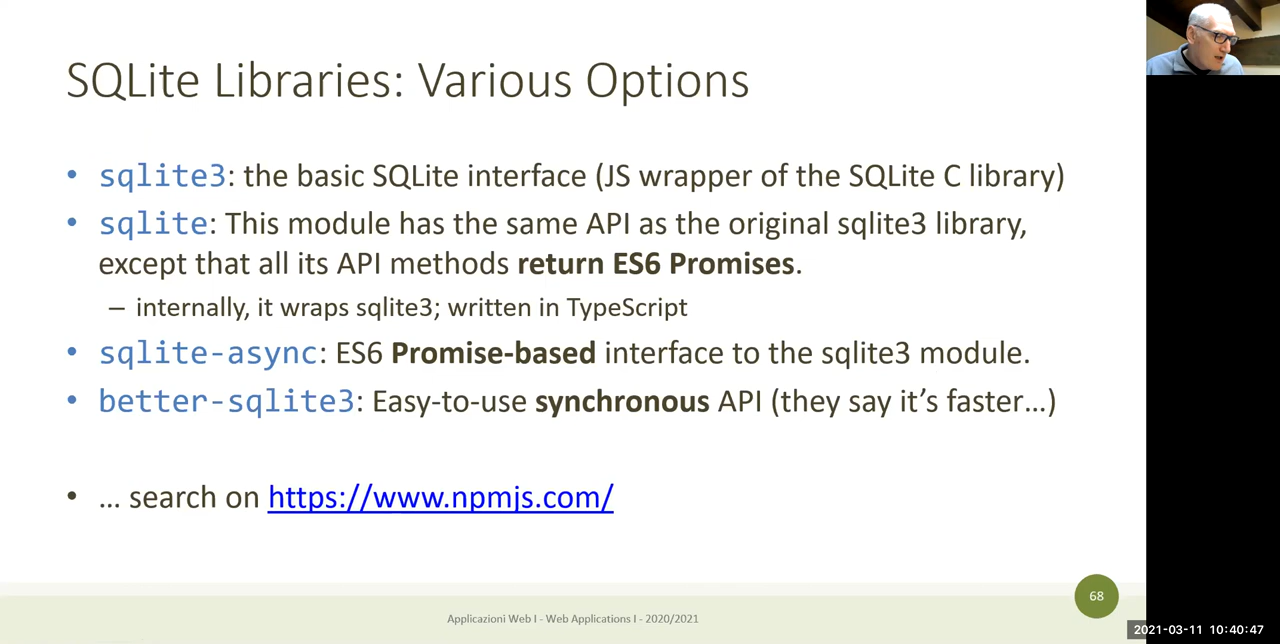 SQLite Libraries: Various Options
• sqlite3: the basic SQLite interface (JS wrapper of the SQLite C library)
• sqlite: This module has the same API as the original sqlite3 library,
except that all its API methods return ES6 Promises.
– internally, it wraps sqlite3; written in TypeScript
• sqlite-async: ES6 Promise-based interface to the sqlite3 module.
• better-sqlite3: Easy-to-use synchronous API (they say it’s faster…)
• … search on https://www.npmjs.com/
68
Applicazioni Web I - Web Applications I - 2020/2021
2021-03-11 10:40:47